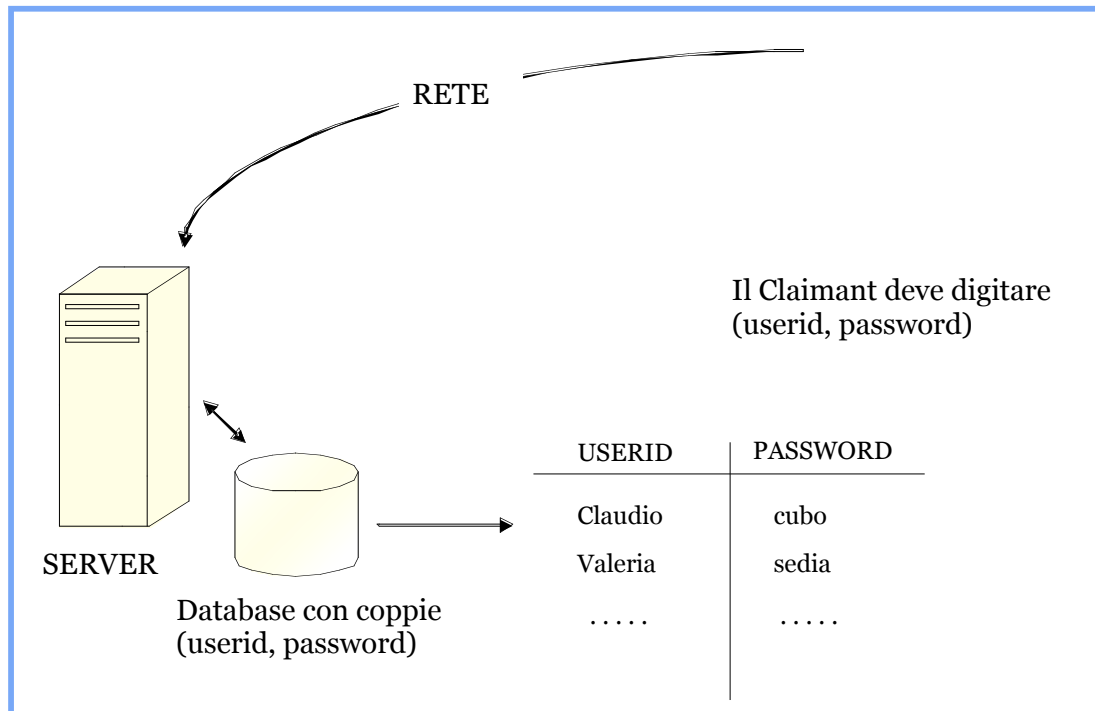 RETE
Il Claimant deve digitare
(userid, password)
SERVER
Database con coppie
(userid, password)
USERID PASSWORD
Claudio cubo
Valeria sedia
..... .....